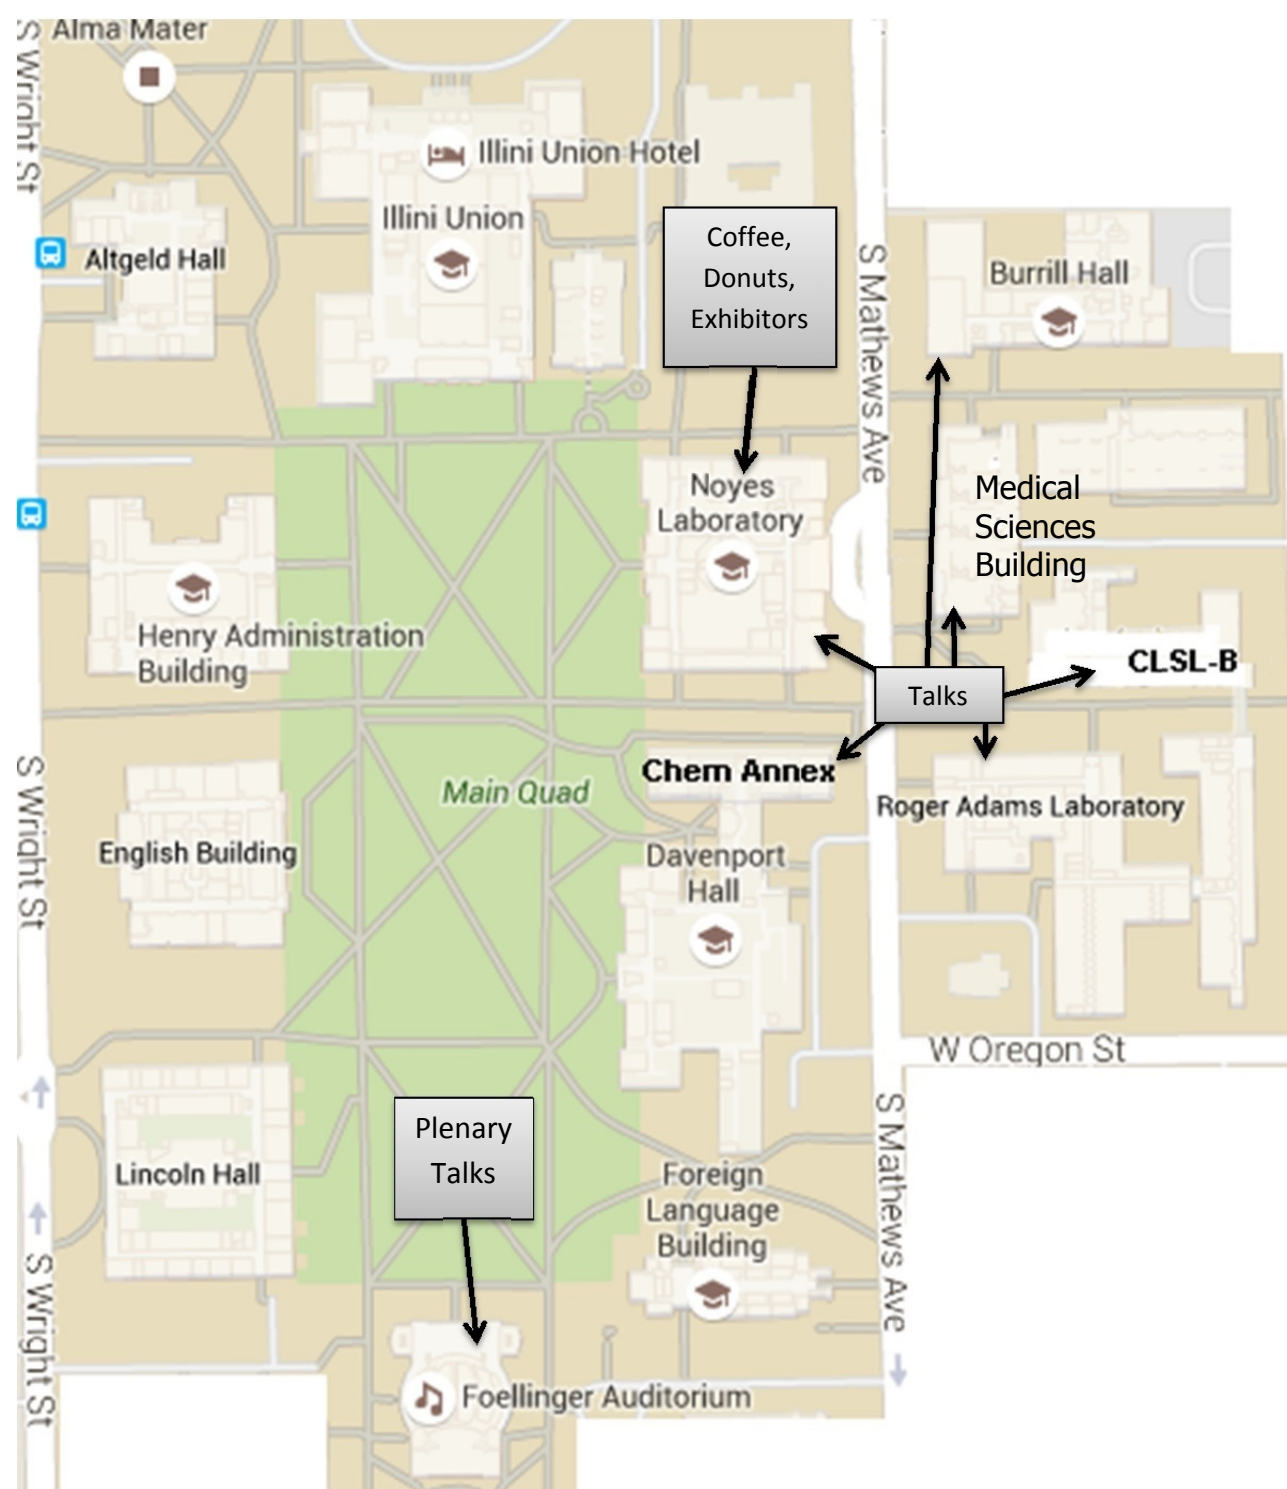 Alma Mater
S Wright St
Illini Union Hotel
Illini Union
Altgeld Hall
Coffee,
Donuts,
Exhibitors
S Mathews Ave
Burrill Hall
Noyes
Laboratory
Medical
Sciences
Building
Henry Administration
Building
CLSL-B
Talks
S Wright St
Main Quad
Chem Annex
Roger Adams Laboratory
English Building
Davenport
Hall
W Oregon St
Plenary
Talks
S Mathews Ave
Lincoln Hall
Foreign
Language
Building
S Wright St
Foellinger Auditorium